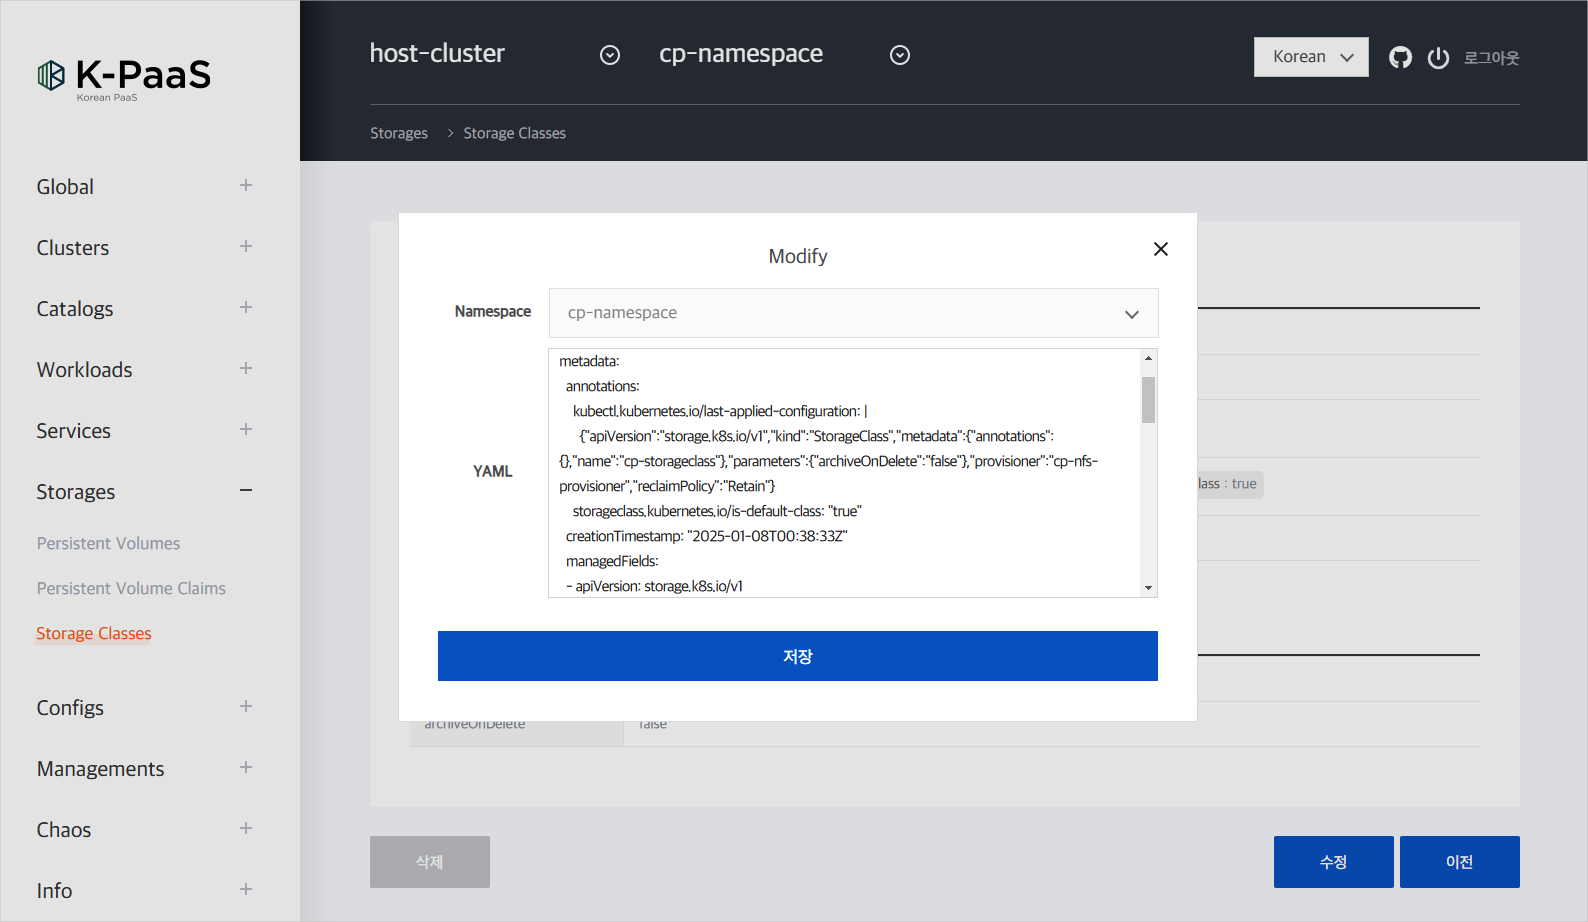 K-PaaS
Korean PaaS
host-cluster
cp-namespace
Korean
로그아웃
Storages > Storage Classes
Global
Clusters
Catalogs
Workloads
Services
Storages
Persistent Volumes
Persistent Volume Claims
Storage Classes
Configs
Managements
Chaos
Info
Modify
Namespace
cp-namespace
YAML
metadata:
annotations:
kubectl.kubernetes.io/last-applied-configuration: |
{"apiVersion":"storage.k8s.io/v1","kind":"StorageClass","metadata":{"annotations":
{},"name":"cp-storageclass"},"parameters":{"archiveOnDelete":"false"},"provisioner":"cp-nfs-
provisioner","reclaimPolicy":"Retain"}
storageclass.kubernetes.io/is-default-class: "true"
creationTimestamp: "2025-01-08T00:38:33Z"
managedFields:
- apiVersion: storage.k8s.io/v1
저장
lass : true
archiveOnDelete
false
삭제
수정
이전